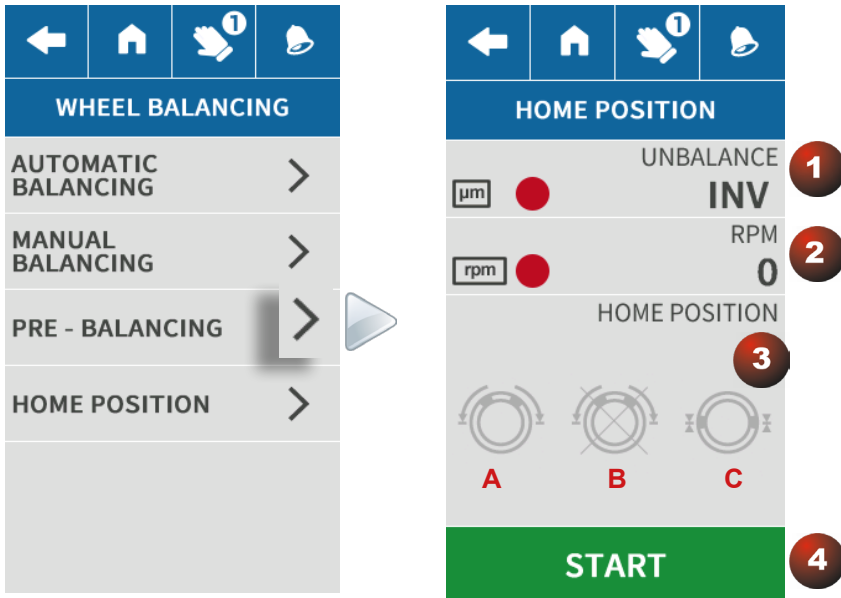 1
WHEEL BALANCING
AUTOMATIC
BALANCING
MANUAL
BALANCING
PRE - BALANCING
HOME POSITION
1
HOME POSITION
UNBALANCE
µm
INV
1
RPM
rpm
0
2
HOME POSITION
3
A B C
START
4